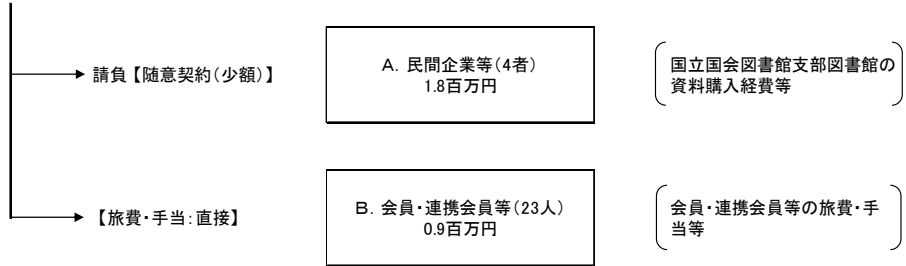 請負【随意契約(少額)】
A. 民間企業等(4者)
1.8百万円
国立国会図書館支部図書館の
資料購入経費等
【旅費・手当:直接】
B. 会員・連携会員等(23人)
0.9百万円
会員・連携会員等の旅費・手
当等